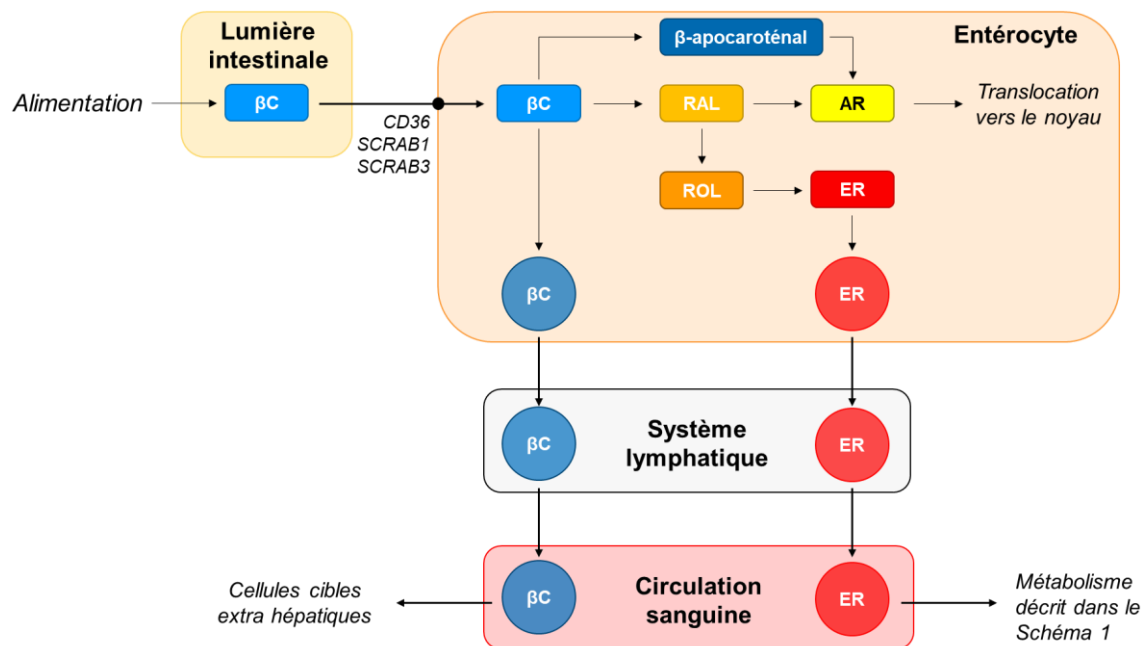 Lumière
intestinale
βC
Alimentation
CD36
SCRAB1
SCRAB3
Entérocyte
β-apocaroténal
βC
RAL
AR
Translocation
vers le noyau
ROL
ER
βC
ER
Système
lymphatique
βC
ER
Circulation
sanguine
βC
ER
Cellules cibles
extra hépatiques
Métabolisme
décrit dans le
Schéma 1